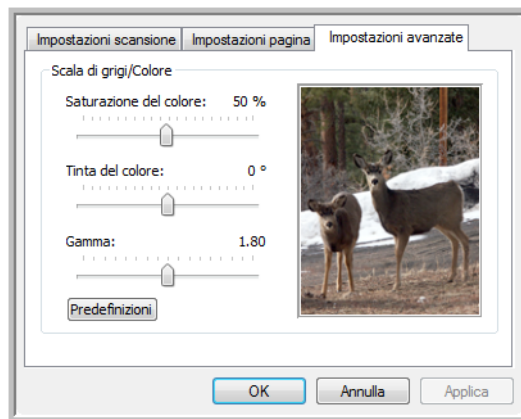 Impostazioni scansione Impostazioni pagina Impostazioni avanzate
Scala di grigi/Colore
Saturazione del colore: 50 %
Tinta del colore: 0 °
Gamma: 1.80
Predefinizioni
OK Annulla Applica